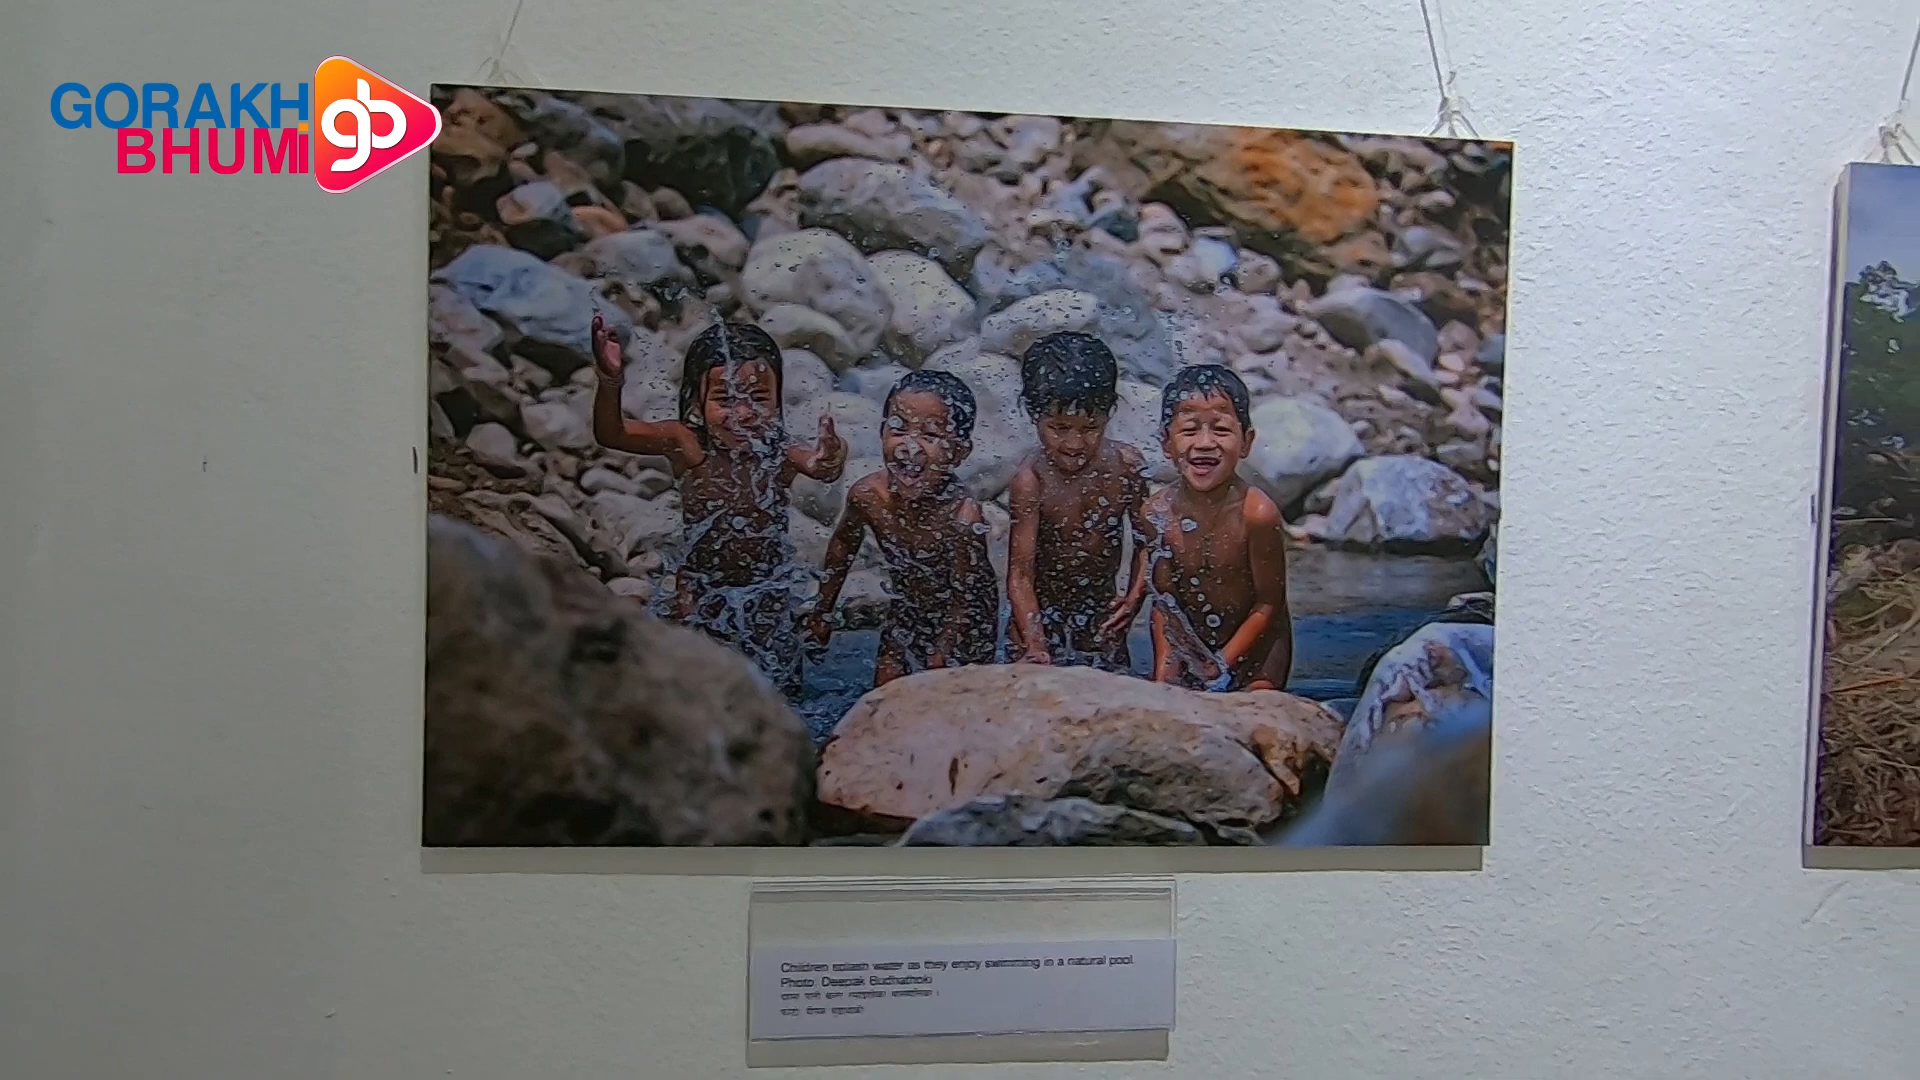 GORAKH
BHUMi
gb
Children splash water as they enjoy swimming in a natural pool.
Photo: Deepak Budhathoki